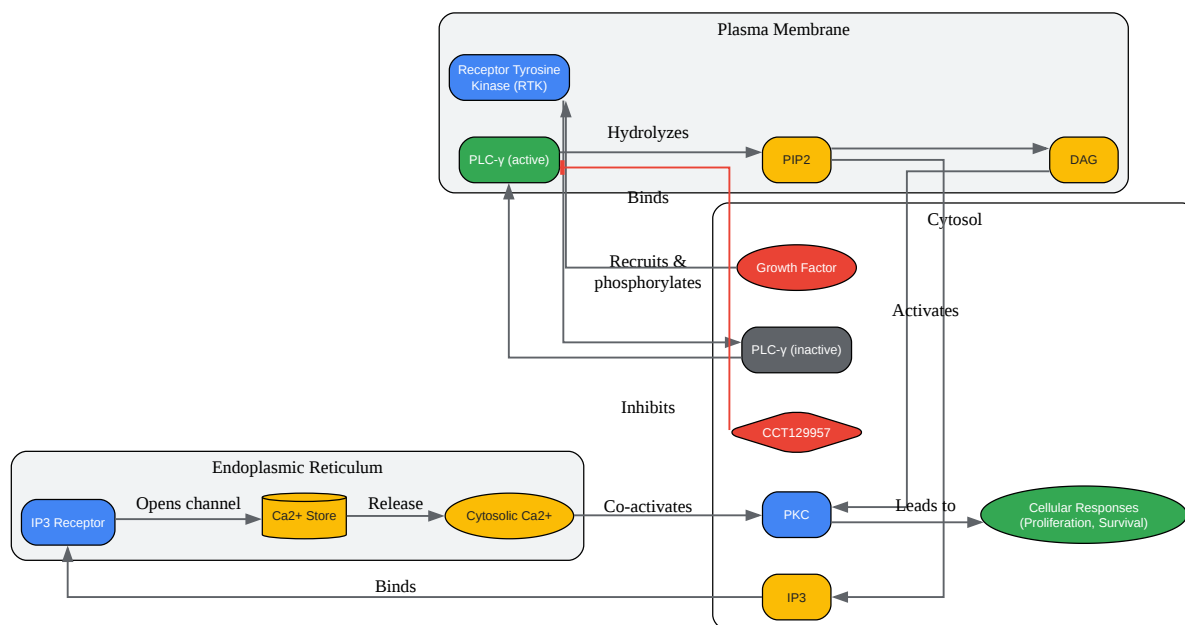 Plasma Membrane
Receptor Tyrosine
Kinase (RTK)
Hydrolyzes
PLC-γ (active)
PIP2
DAG
Binds
Cytosol
Recruits &
phosphorylates
Growth Factor
Activates
PLC-γ (inactive)
Inhibits
CCT129957
Endoplasmic Reticulum
Opens channel
Release
IP3 Receptor
Ca2+ Store
Cytosolic Ca2+
Co-activates
PKC
Leads to
Cellular Responses
(Proliferation, Survival)
Binds
IP3